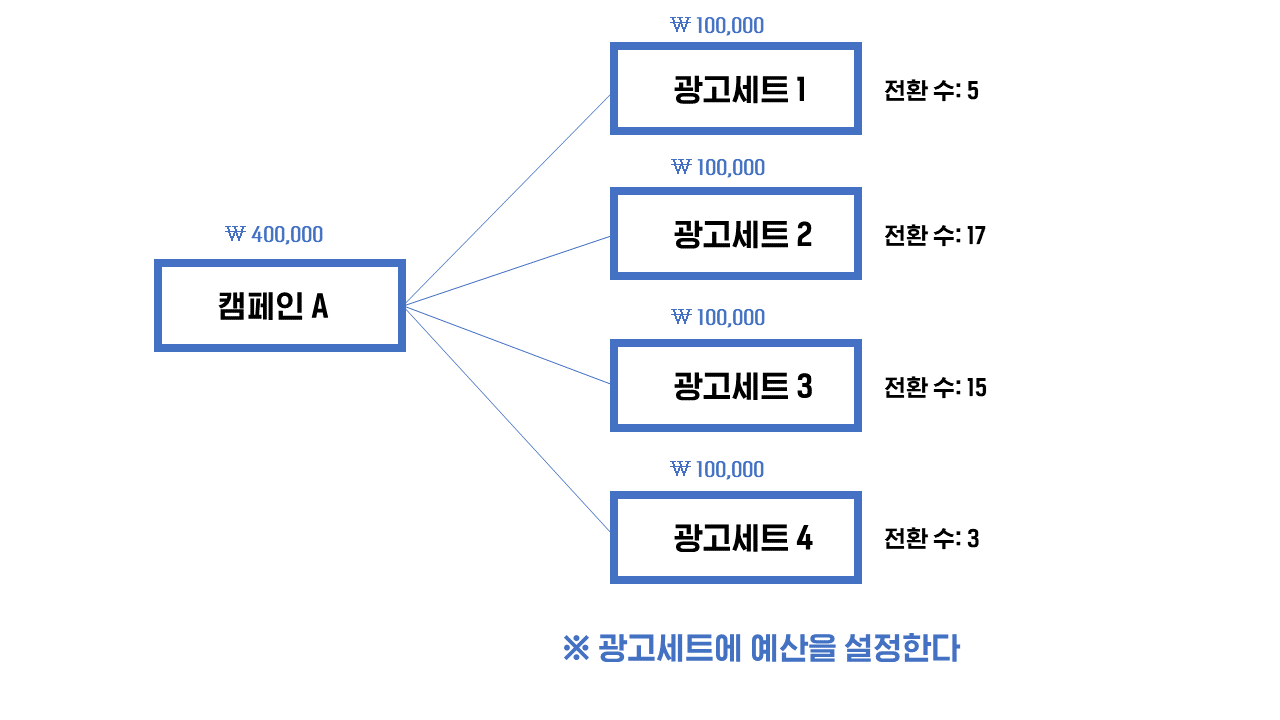 ₩ 400,000
캠페인 A
₩ 100,000
광고세트 1
전환 수: 5
₩ 100,000
광고세트 2
전환 수: 17
₩ 100,000
광고세트 3
전환 수: 15
₩ 100,000
광고세트 4
전환 수: 3
※ 광고세트에 예산을 설정한다